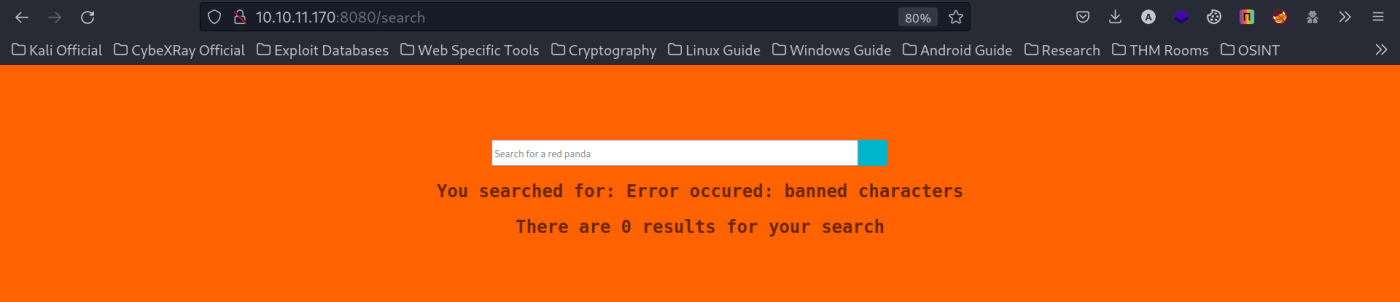 10.10.11.170:8080/search
80%
Kali Official CybeXRay Official Exploit Databases Web Specific Tools Cryptography Linux Guide Windows Guide Android Guide Research THM Rooms OSINT
Search for a red panda
You searched for: Error occured: banned characters
There are 0 results for your search